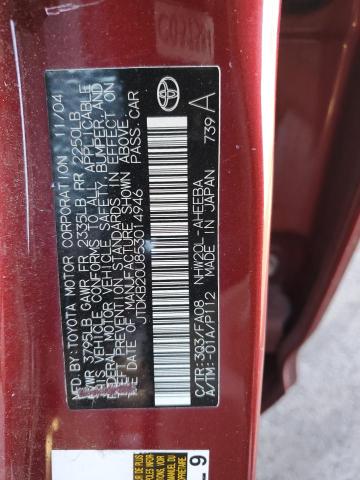 MFD. BY: TOYOTA MOTOR CORPORATION 11/04
GVWR 3795LB GAWR FR 2335LB RR 2250LB
THIS VEHICLE CONFORMS TO ALL APPLICABLE
FEDERAL MOTOR VEHICLE SAFETY, BUMPER AND
THEFT PREVENTION STANDARDS IN EFFECT ON
THE DATE OF MANUFACTURE SHOWN ABOVE.
JTDKB20U853014946 PASS.CAR
C/TR:3Q3/FA08 NHW20L-AHEEBA 739 A
A/TM:-01A/P112 MADE IN JAPAN